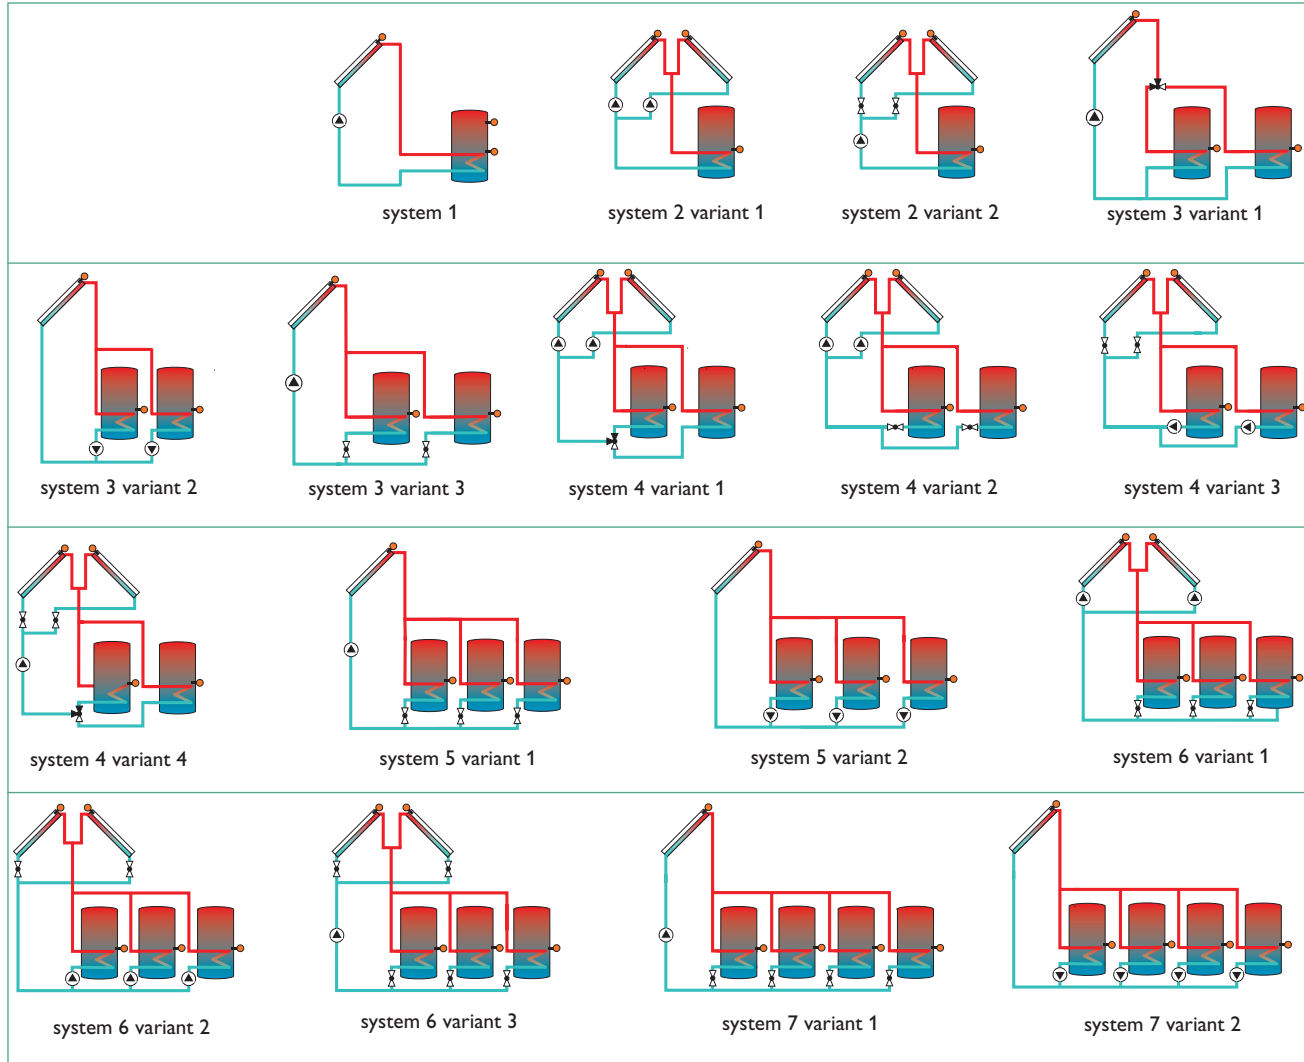 system 1
system 2 variant 1
system 2 variant 2
system 3 variant 1
system 3 variant 2
system 3 variant 3
system 4 variant 1
system 4 variant 2
system 4 variant 3
system 4 variant 4
system 5 variant 1
system 5 variant 2
system 6 variant 1
system 6 variant 2
system 6 variant 3
system 7 variant 1
system 7 variant 2